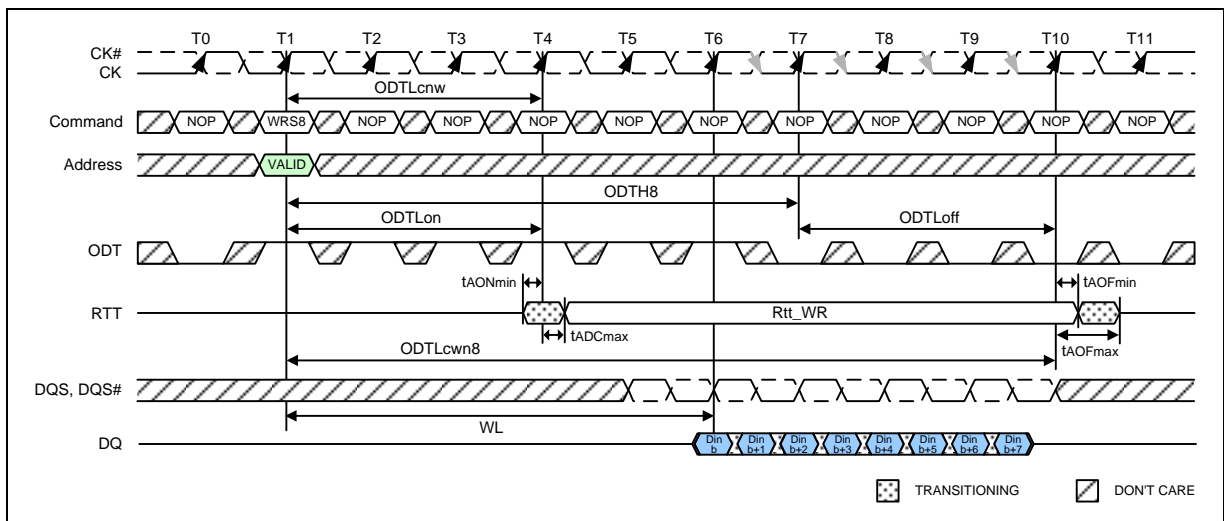 T0 T1 T2 T3 T4 T5 T6 T7 T8 T9 T10 T11
CK#
CK
ODTLcnw
Command NOP WRS8 NOP NOP NOP NOP NOP NOP NOP NOP NOP NOP
Address VALID
ODTH8
ODTLon ODTLoff
ODT
tAONmin tAOFmin
RTT Rtt_WR
tADCmax
ODTLcwn8 tAOFmax
DQS, DQS#
WL
DQ Din b Din b+1 Din b+2 Din b+3 Din b+4 Din b+5 Din b+6 Din b+7
TRANSITIONING DON'T CARE